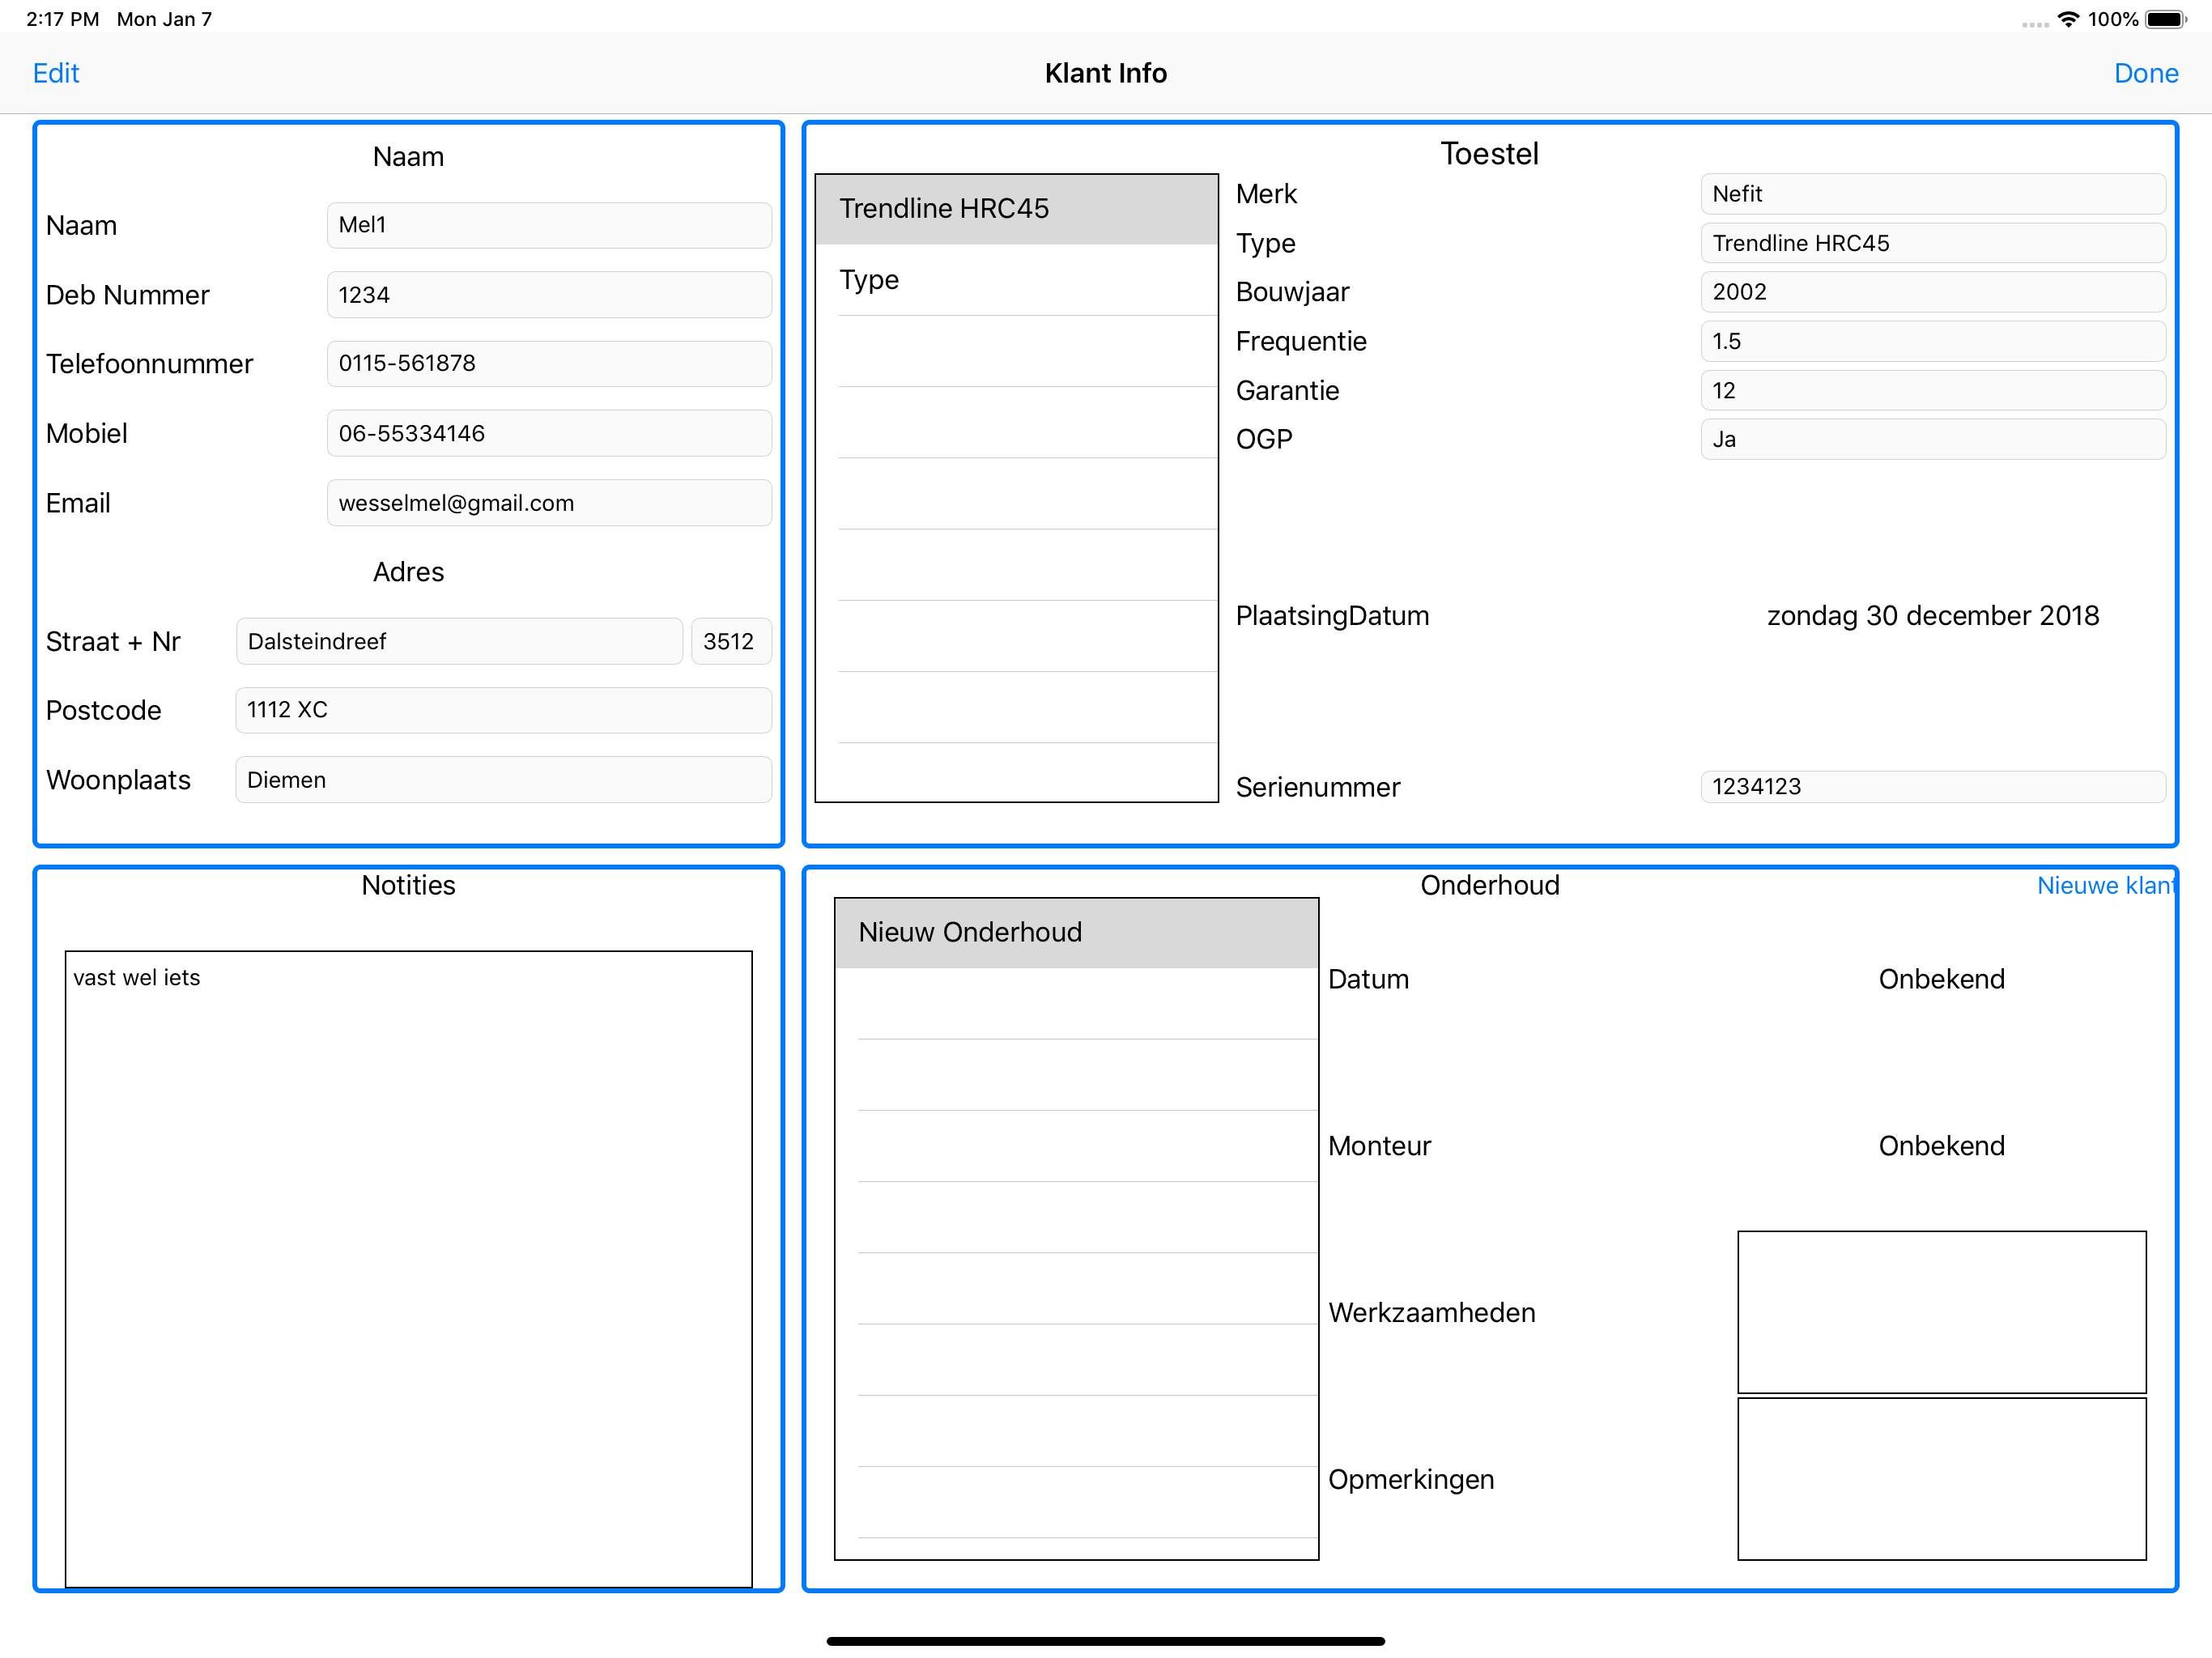 2:17 PM Mon Jan 7 100%
Edit Klant Info Done
Naam
Naam Mel1
Deb Nummer 1234
Telefoonnummer 0115-561878
Mobiel 06-55334146
Email wesselmel@gmail.com
Adres
Straat + Nr Dalsteindreef 3512
Postcode 1112 XC
Woonplaats Diemen
Toestel
Trendline HRC45
Type
Merk Nefit
Type Trendline HRC45
Bouwjaar 2002
Frequentie 1.5
Garantie 12
OGP Ja
PlaatsingDatum zondag 30 december 2018
Serienummer 1234123
Notities
vast wel iets
Onderhoud Nieuwe klant
Nieuw Onderhoud
Datum Onbekend
Monteur Onbekend
Werkzaamheden
Opmerkingen